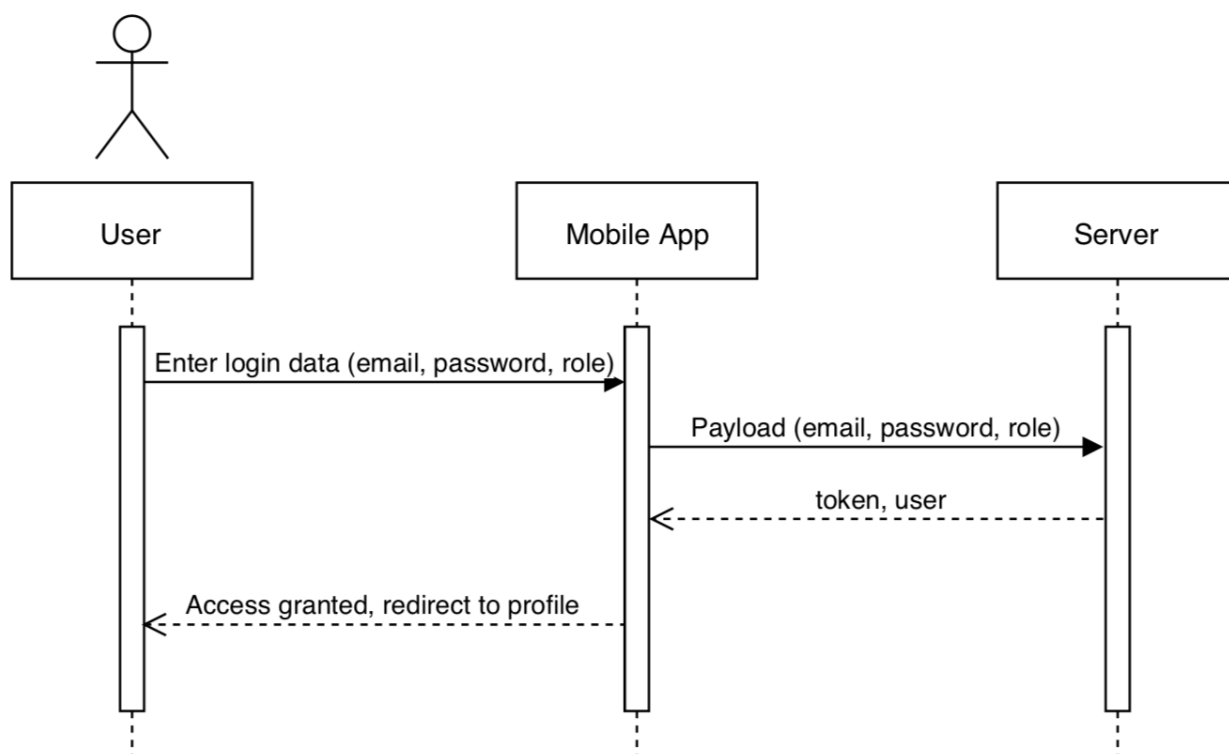 User
Mobile App
Server
Enter login data (email, password, role)
Payload (email, password, role)
token, user
Access granted, redirect to profile